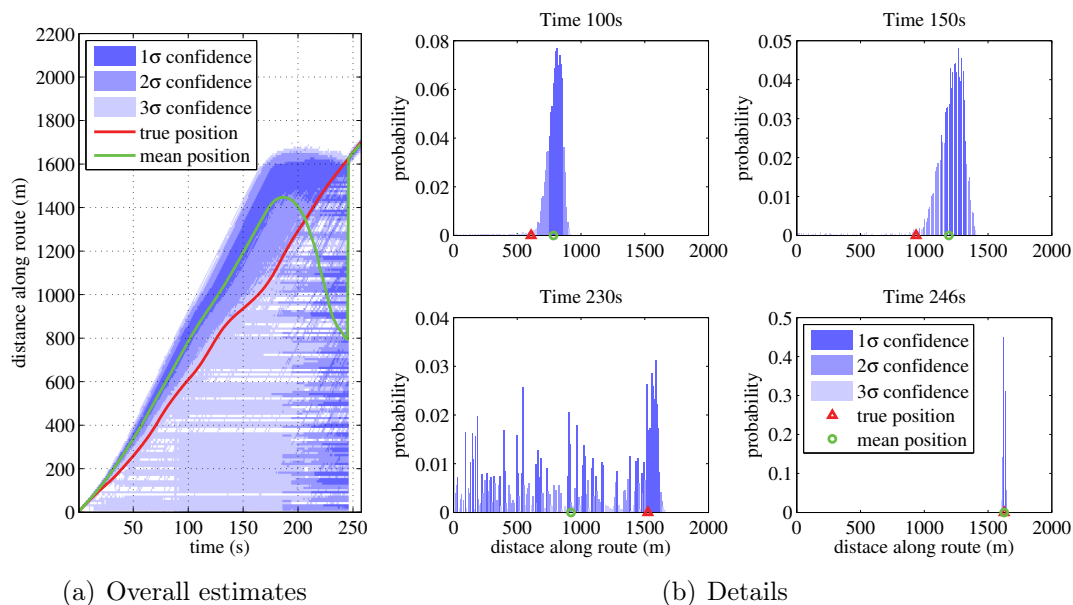 2200
2000
1800
1600
1400
1200
1000
800
600
400
200
0
distance along route (m)
1σ confidence
2σ confidence
3σ confidence
true position
mean position
0 50 100 150 200 250
time (s)
(a) Overall estimates
Time 100s
0.08
0.06
0.04
0.02
0.00
probability
0 500 1000 1500 2000
Time 150s
0.05
0.04
0.03
0.02
0.01
0.00
probability
0 500 1000 1500 2000
Time 230s
0.04
0.03
0.02
0.01
0.00
probability
0 500 1000 1500 2000
distace along route (m)
Time 246s
0.5
0.4
0.3
0.2
0.1
0.0
probability
1σ confidence
2σ confidence
3σ confidence
true position
mean position
0 500 1000 1500 2000
distace along route (m)
(b) Details